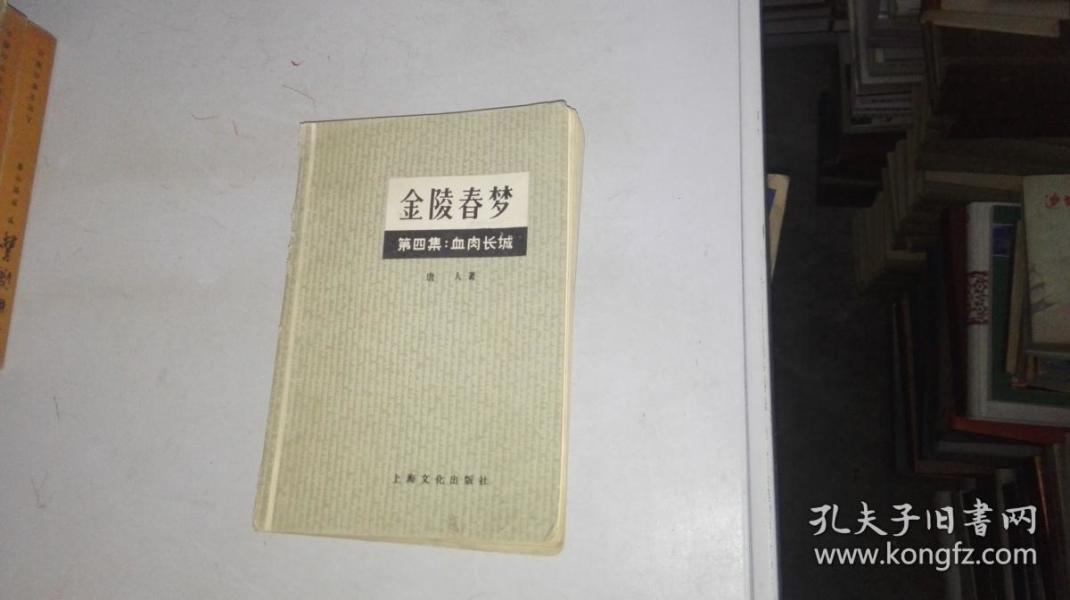 金陵春梦
第四集:血肉长城
唐 人 著
上海文化出版社
孔夫子旧書网
www.kongfz.com